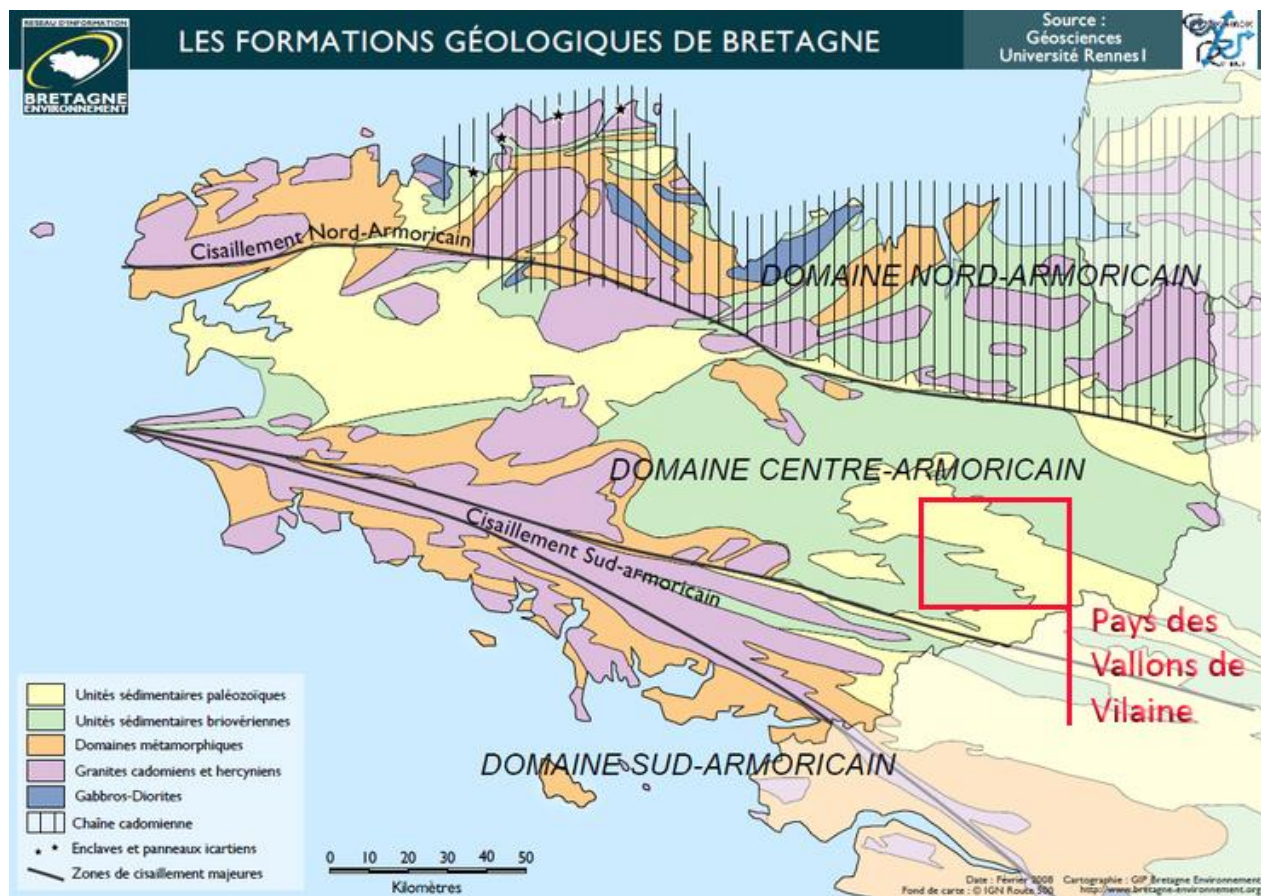 RESEAU D'INFORMATION
BRETAGNE
ENVIRONNEMENT
LES FORMATIONS GÉOLOGIQUES DE BRETAGNE
Source :
Géosciences
Université Rennes I
Cisaillement Nord-Armoricain
DOMAINE NORD-ARMORICAIN
DOMAINE CENTRE-ARMORICAIN
Cisaillement Sud-armoricain
Pays des
Vallons de
Vilaine
DOMAINE SUD-ARMORICAIN
Unités sédimentaires paléozoïques
Unités sédimentaires briovériennes
Domaines métamorphiques
Granites cadomiens et hercyniens
Gabbros-Diorites
Chaîne cadomienne
Enclaves et panneaux icartiens
Zones de cisaillement majeures
0 10 20 30 40 50
Kilomètres
Date : Février 2008 Cartographie : GIP Bretagne Environnement
Fond de carte : © IGN Route 500 http://www.bretagne-environnement.org